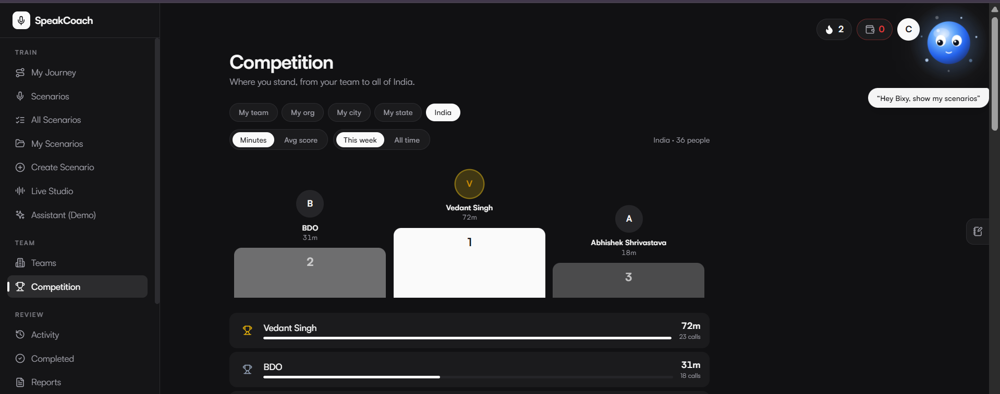 SpeakCoach
TRAIN
My Journey
Scenarios
All Scenarios
My Scenarios
Create Scenario
Live Studio
Assistant (Demo)
TEAM
Teams
Competition
REVIEW
Activity
Completed
Reports
2
0
C
“Hey Bixy, show my scenarios”
Competition
Where you stand, from your team to all of India.
My team My org My city My state India
Minutes Avg score This week All time India • 36 people
V
Vedant Singh
72m
1
B
BDO
31m
2
A
Abhishek Shrivastava
18m
3
Vedant Singh 72m
23 calls
BDO 31m
18 calls